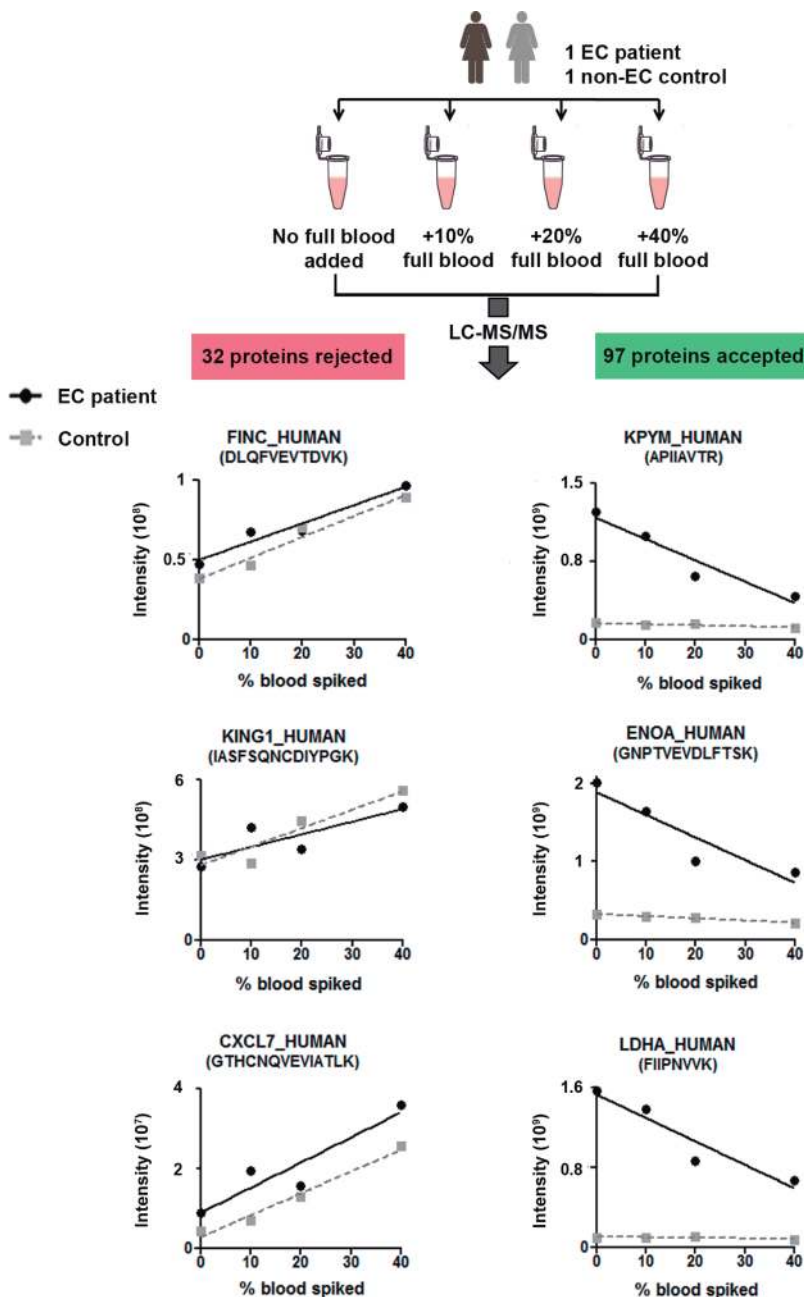 1 EC patient
1 non-EC control
No full blood added
+10% full blood
+20% full blood
+40% full blood
LC-MS/MS
32 proteins rejected
97 proteins accepted
EC patient
Control
FINC_HUMAN
(DLQFVEVTDVK)
Intensity (10⁸)
1
0.5
0
0 10 20 30 40
% blood spiked
KPYM_HUMAN
(APIIAVTR)
Intensity (10⁹)
1.5
0.8
0
0 10 20 30 40
% blood spiked
KING1_HUMAN
(IASFSQNCDIYPGK)
Intensity (10⁸)
6
3
0
0 10 20 30 40
% blood spiked
ENOA_HUMAN
(GNPTVEVDLFTSK)
Intensity (10⁹)
2
1
0
0 10 20 30 40
% blood spiked
CXCL7_HUMAN
(GTHCNQVEVIATLK)
Intensity (10⁷)
4
2
0
0 10 20 30 40
% blood spiked
LDHA_HUMAN
(FIIPNVVK)
Intensity (10⁹)
1.6
0.8
0
0 10 20 30 40
% blood spiked